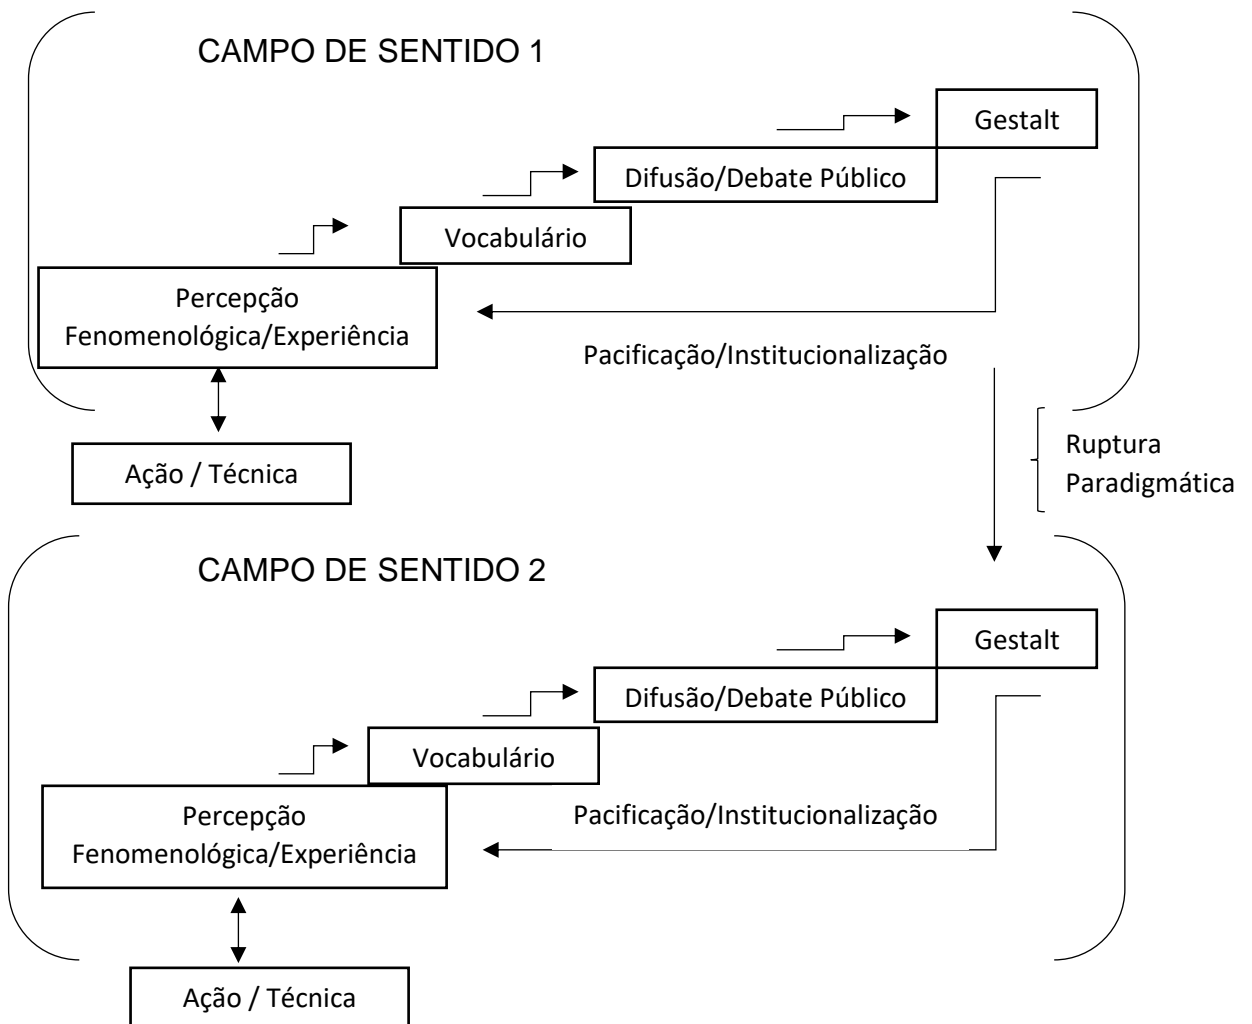 CAMPO DE SENTIDO 1
Gestalt
Difusão/Debate Público
Vocabulário
Percepção
Fenomenológica/Experiência
Pacificação/Institucionalização
Ação / Técnica
Ruptura
Paradigmática
CAMPO DE SENTIDO 2
Gestalt
Difusão/Debate Público
Vocabulário
Percepção
Fenomenológica/Experiência
Pacificação/Institucionalização
Ação / Técnica